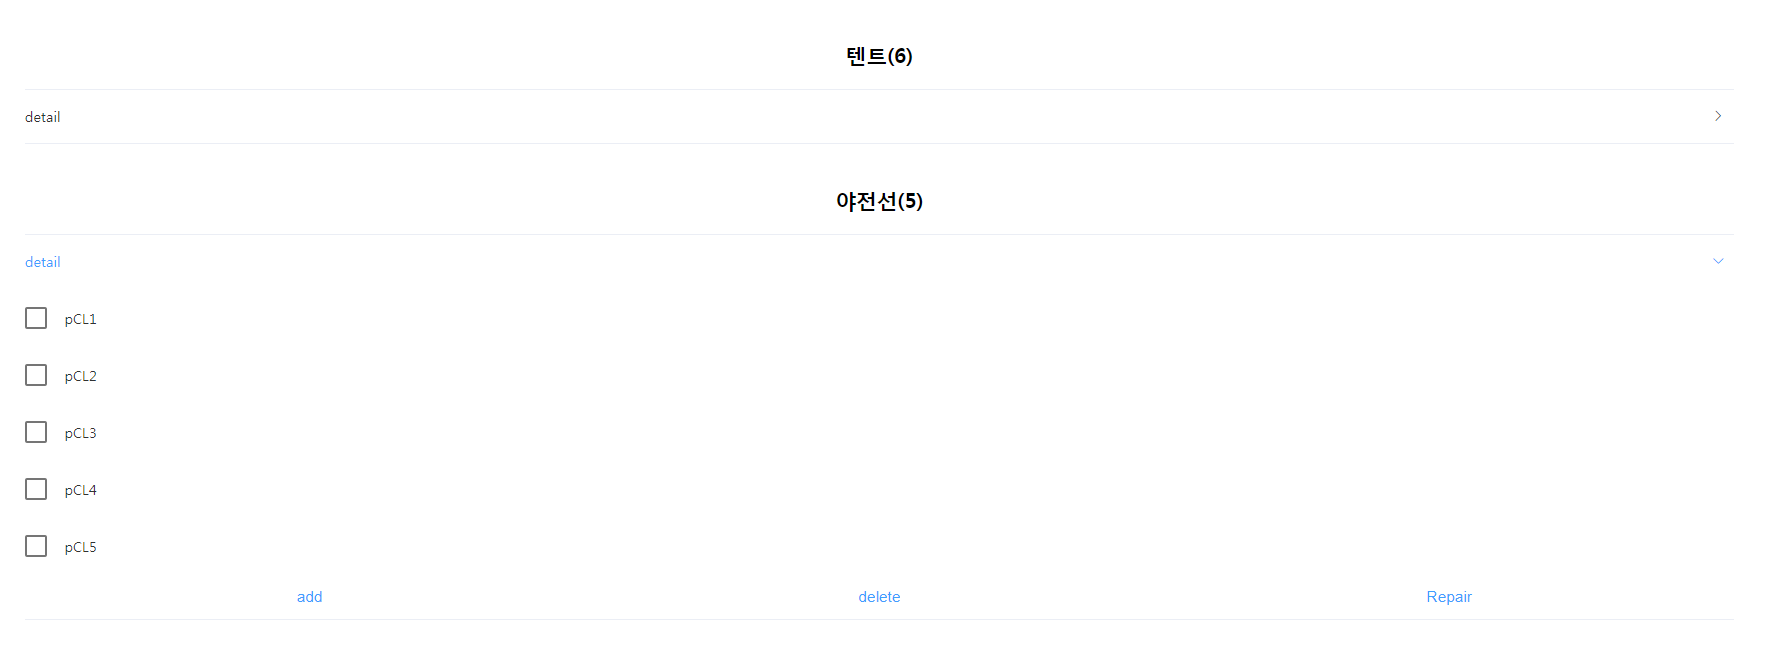 텐트(6)
detail
야전선(5)
detail
pCL1
pCL2
pCL3
pCL4
pCL5
add delete Repair